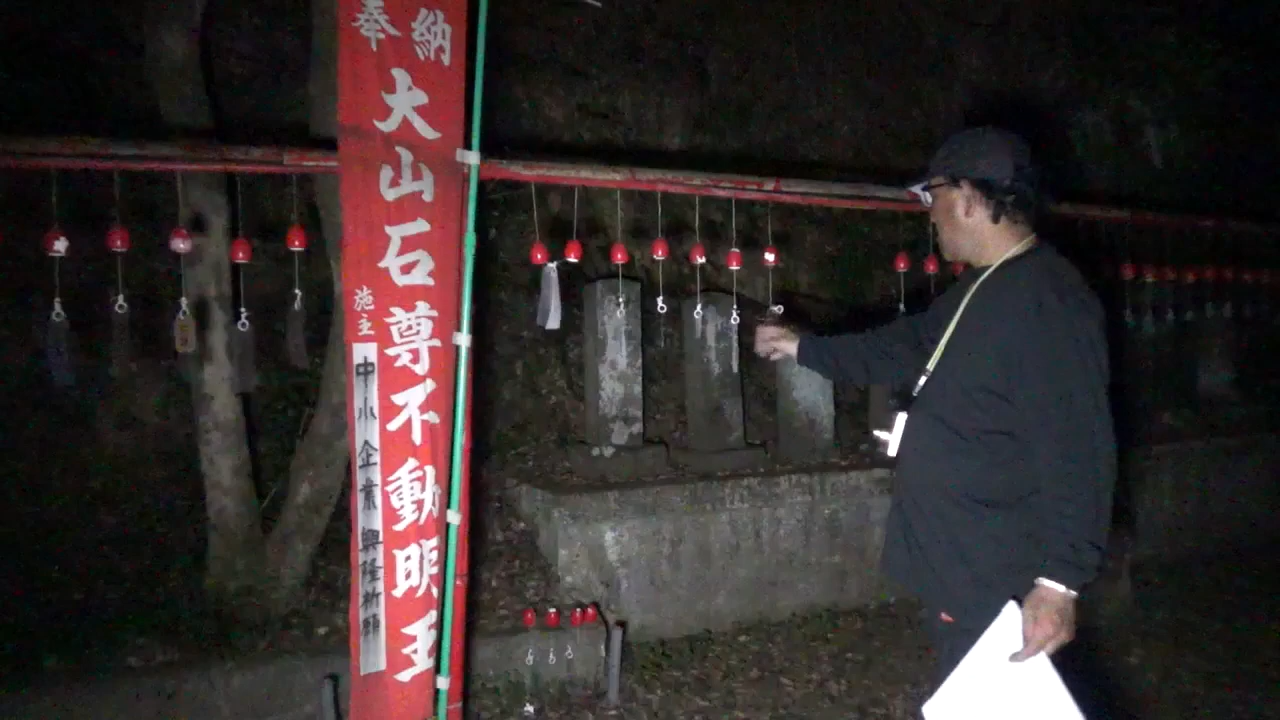 奉納
大山石尊不動明王
施主
中小企業興隆祈願